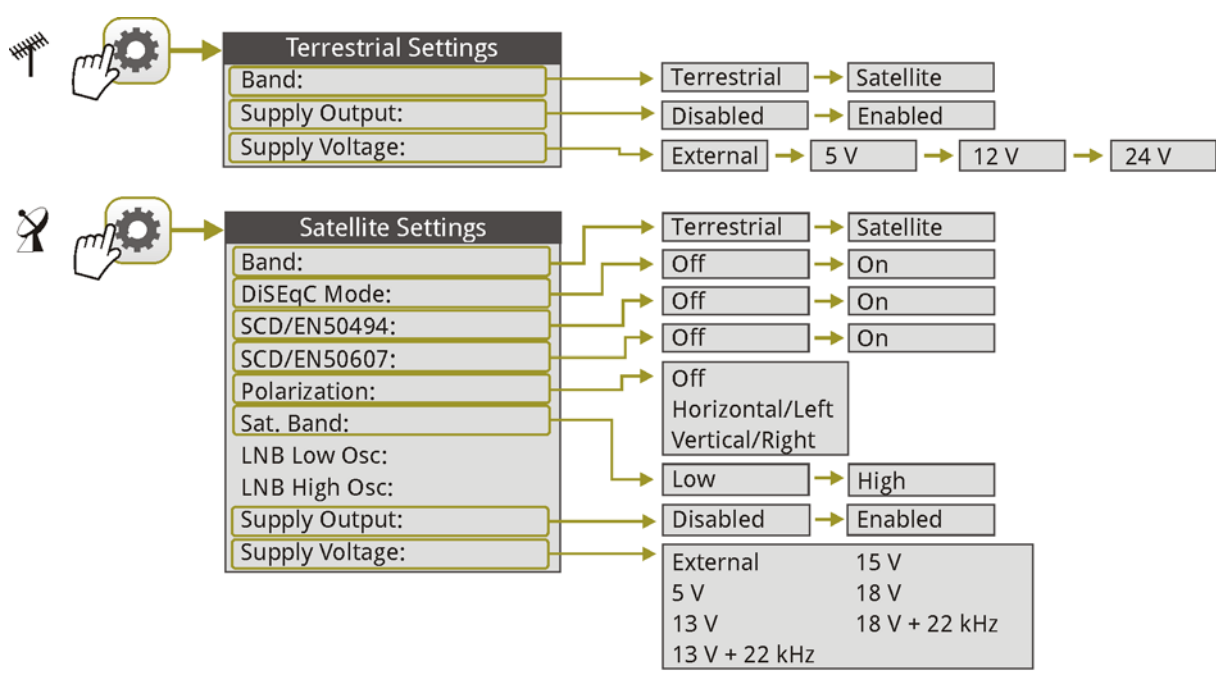 Terrestrial Settings
Band:
Terrestrial
Satellite
Supply Output:
Disabled
Enabled
Supply Voltage:
External
5 V
12 V
24 V
Satellite Settings
Terrestrial
Satellite
Band:
Off
On
DiSEqC Mode:
Off
On
SCD/EN50494:
Off
On
SCD/EN50607:
Polarization:
Off
Horizontal/Left
Vertical/Right
Sat. Band:
LNB Low Osc:
LNB High Osc:
Low
High
Supply Output:
Disabled
Enabled
Supply Voltage:
External
15 V
5 V
18 V
13 V
18 V + 22 kHz
13 V + 22 kHz